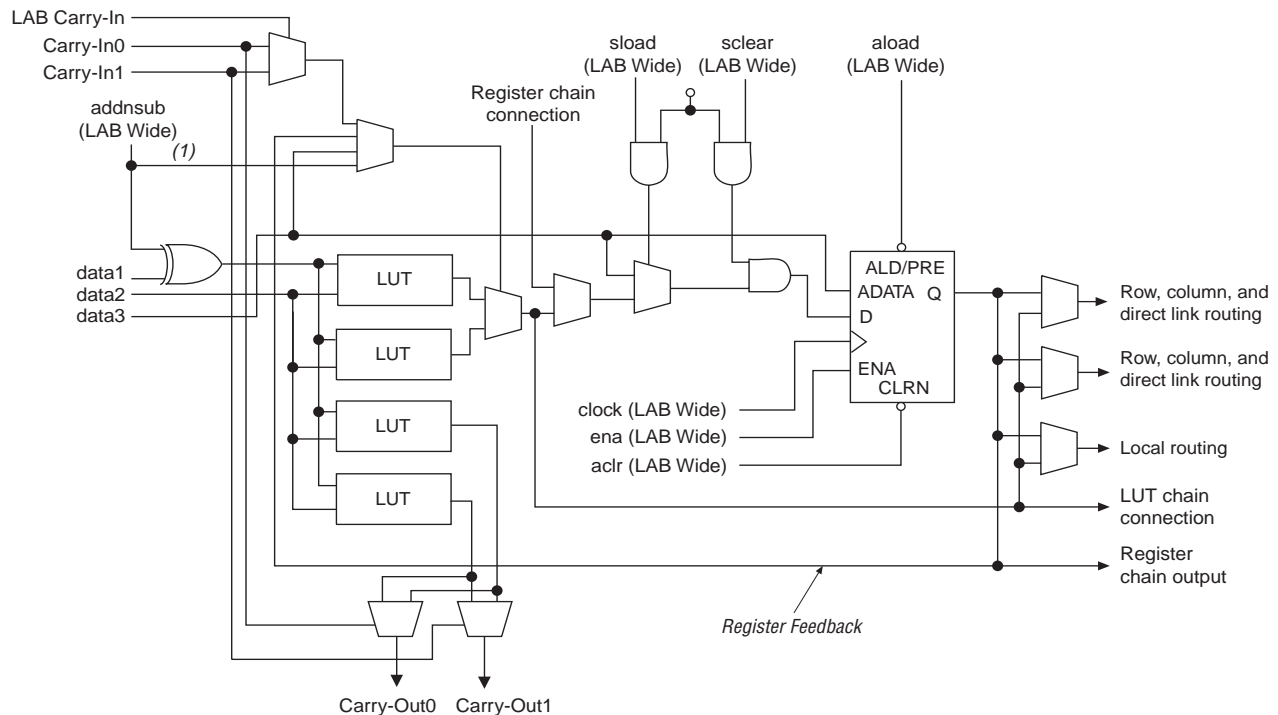 LAB Carry-In
Carry-In0
Carry-In1
addnsub
(LAB Wide)
(1)
data1
data2
data3
Register chain
connection
sload
(LAB Wide)
sclear
(LAB Wide)
aload
(LAB Wide)
LUT
LUT
LUT
LUT
ALD/PRE
ADATA Q
D
ENA
CLRN
clock (LAB Wide)
ena (LAB Wide)
aclr (LAB Wide)
Row, column, and
direct link routing
Row, column, and
direct link routing
Local routing
LUT chain
connection
Register
chain output
Register Feedback
Carry-Out0
Carry-Out1